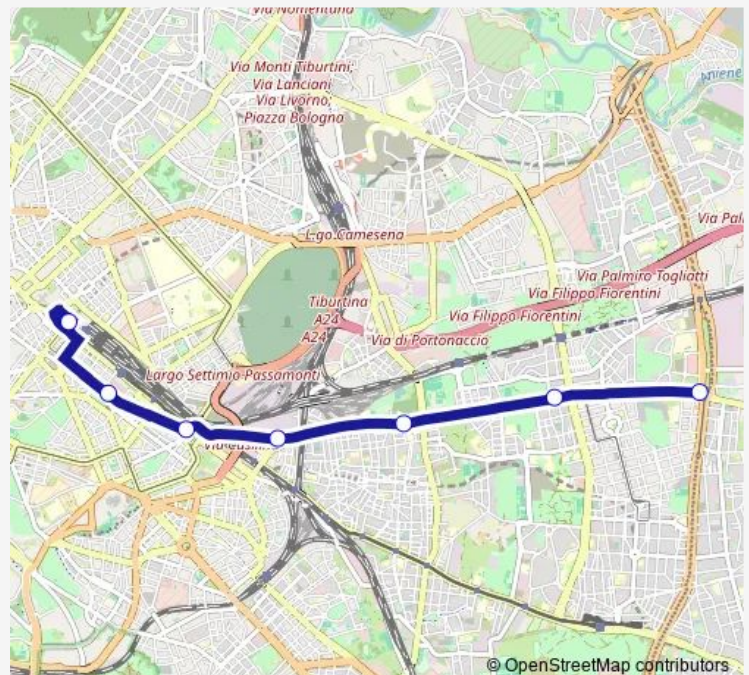 Via Nomentana
Via Monti Tiburtini;
Via Lanciani
Via Livorno;
Piazza Bologna
Aniene
L.go Camesena
Via Pal
Via Palmiro Togliatti
Via Filippo Fiorentini
Tiburtina
A24
Via Filippo Fiorentini
A24
Via di Portonaccio
Largo Settimio Passamonti
© OpenStreetMap contributors